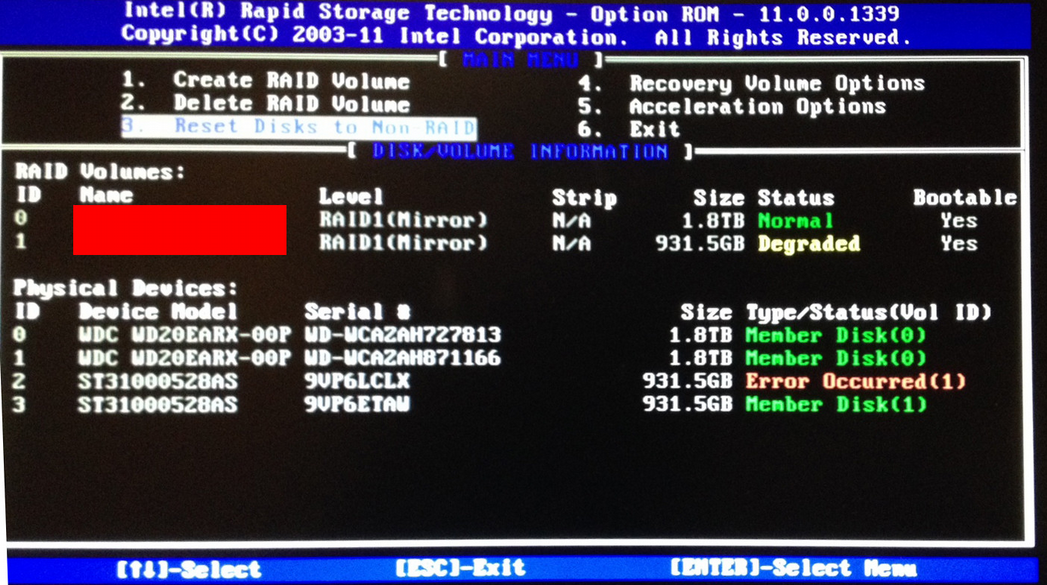 Intel(R) Rapid Storage Technology - Option ROM - 11.0.0.1339
Copyright(C) 2003-11 Intel Corporation. All Rights Reserved.
[ MAIN MENU ]
1. Create RAID Volume 4. Recovery Volume Options
2. Delete RAID Volume 5. Acceleration Options
3. Reset Disks to Non RAID 6. Exit
[ DISK/VOLUME INFORMATION ]
RAID Volumes:
ID Name Level Strip Size Status Bootable
0 RAID1(Mirror) N/A 1.8TB Normal Yes
1 RAID1(Mirror) N/A 931.5GB Degraded Yes
Physical Devices:
ID Device Model Serial # Size Type/Status(Vol ID)
0 WDC WD20EARX-00P WD-WCAZAH727813 1.8TB Member Disk(0)
1 WDC WD20EARX-00P WD-WCAZAH871166 1.8TB Member Disk(0)
2 ST31000528AS 9VP6LCLX 931.5GB Error Occurred(1)
3 ST31000528AS 9VP6ETAW 931.5GB Member Disk(1)
[↑↓]-Select [ESC]-Exit [ENTER]-Select Menu